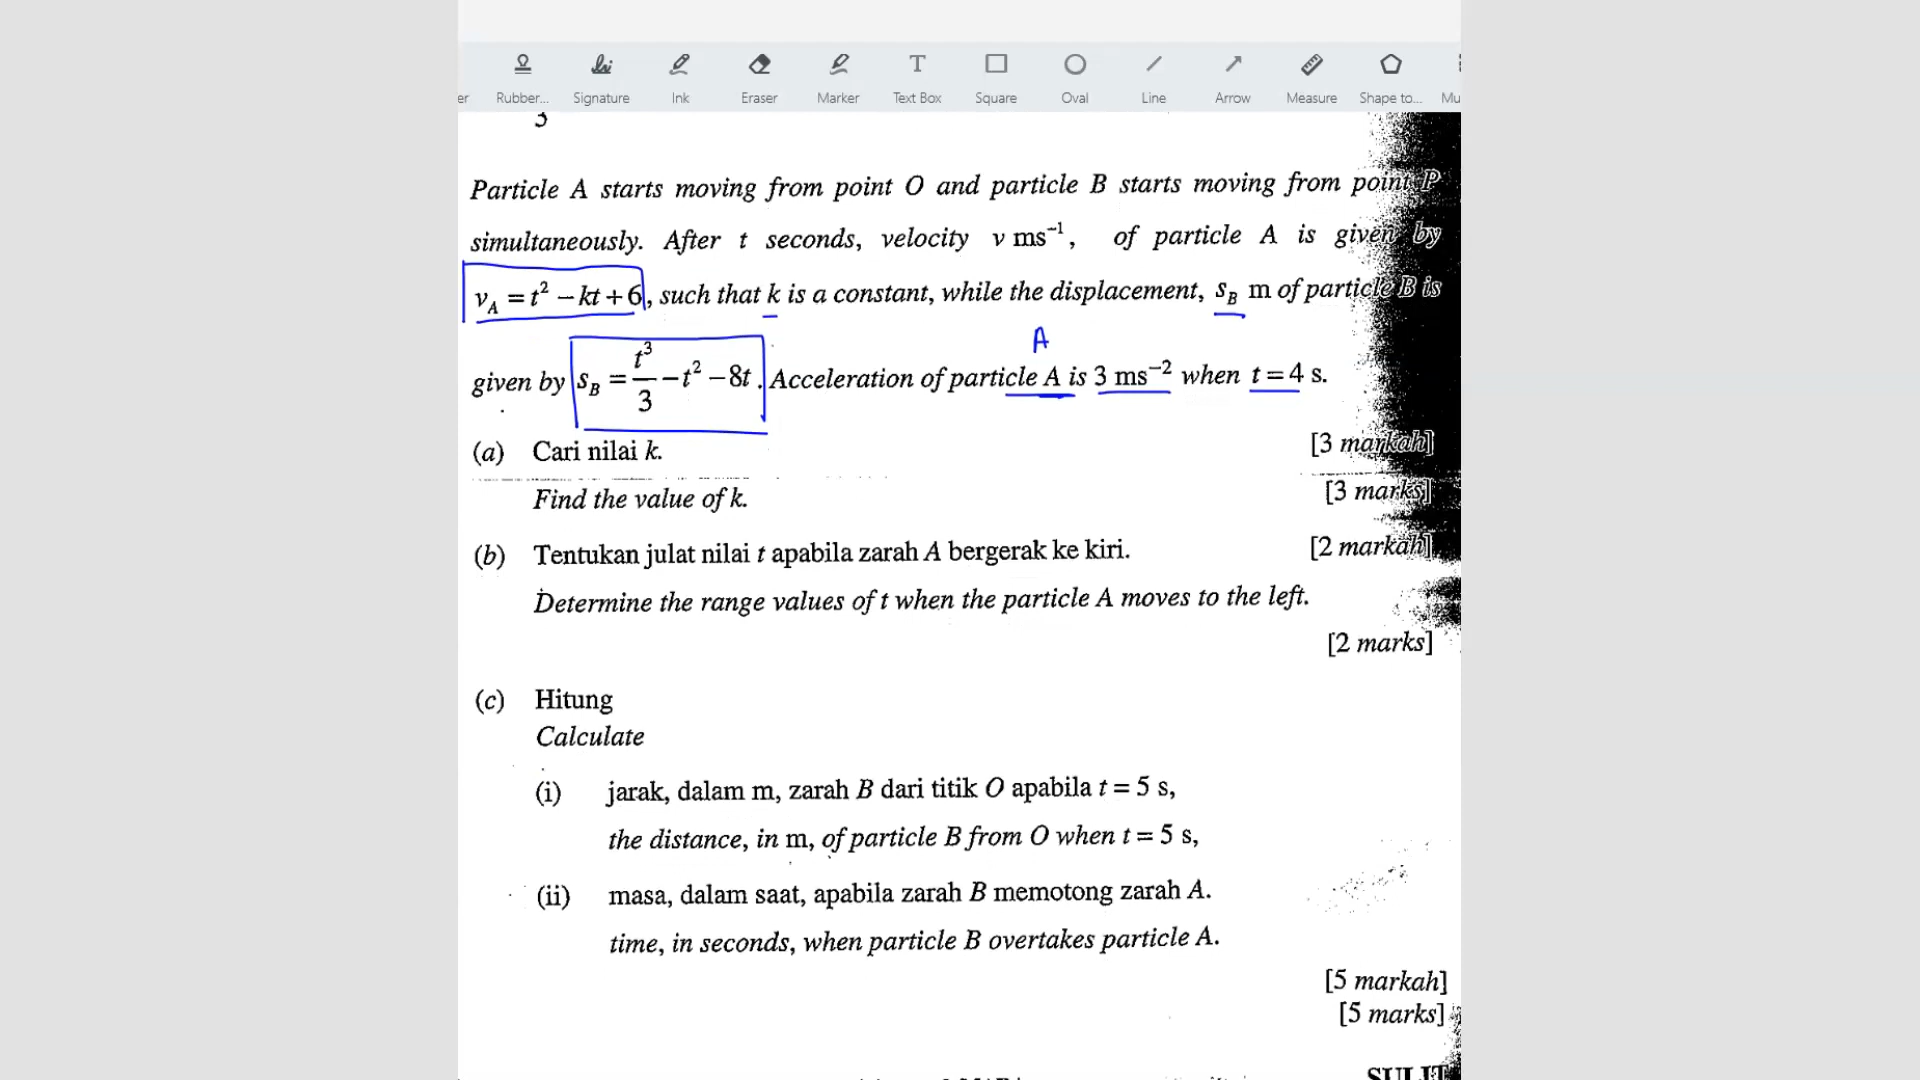 er Rubber... Signature Ink Eraser Marker Text Box Square Oval Line Arrow Measure Shape to... Mu
3
Particle A starts moving from point O and particle B starts moving from point P
simultaneously. After t seconds, velocity v ms⁻¹, of particle A is given by
v_A = t² − kt + 6, such that k is a constant, while the displacement, s_B m of particle B is
A
given by s_B = t³/3 − t² − 8t. Acceleration of particle A is 3 ms⁻² when t = 4 s.
(a) Cari nilai k. [3 markah]
Find the value of k. [3 marks]
(b) Tentukan julat nilai t apabila zarah A bergerak ke kiri. [2 markah]
Determine the range values of t when the particle A moves to the left.
[2 marks]
(c) Hitung
Calculate
(i) jarak, dalam m, zarah B dari titik O apabila t = 5 s,
the distance, in m, of particle B from O when t = 5 s,
(ii) masa, dalam saat, apabila zarah B memotong zarah A.
time, in seconds, when particle B overtakes particle A.
[5 markah]
[5 marks]
SULIT